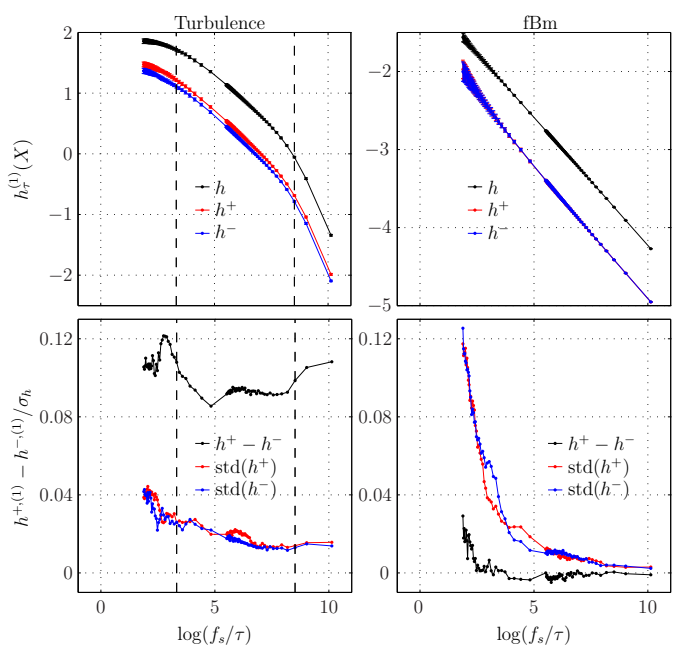 Turbulence
fBm
2
1
0
−1
−2
h_τ^{(1)}(X)
h
h^+
h^−
−2
−3
−4
−5
h
h^+
h^−
0.12
0.08
0.04
0
h^{+,(1)} − h^{−,(1)}/σ_h
h^+ − h^−
std(h^+)
std(h^−)
0
5
10
log(f_s/τ)
0.12
0.08
0.04
0
h^+ − h^−
std(h^+)
std(h^−)
0
5
10
log(f_s/τ)